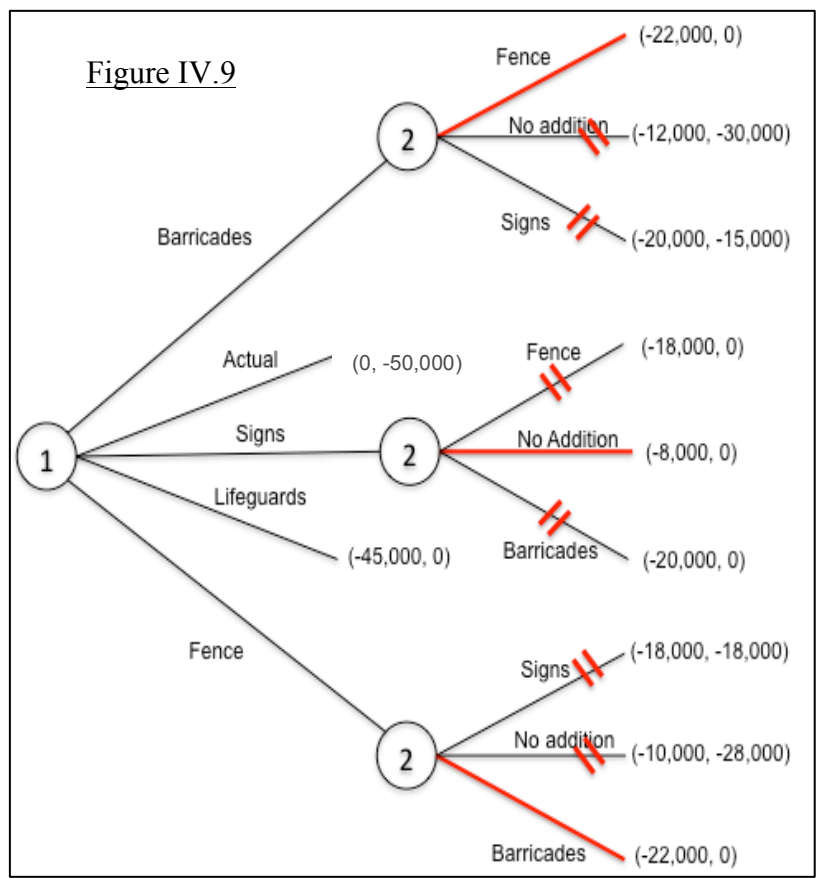 Figure IV.9
Fence
(-22,000, 0)
2
No addition
(-12,000, -30,000)
Signs
(-20,000, -15,000)
Barricades
Actual
(0, -50,000)
Fence
(-18,000, 0)
1
Signs
2
No Addition
(-8,000, 0)
Lifeguards
(-45,000, 0)
Barricades
(-20,000, 0)
Fence
Signs
(-18,000, -18,000)
2
No addition
(-10,000, -28,000)
Barricades
(-22,000, 0)